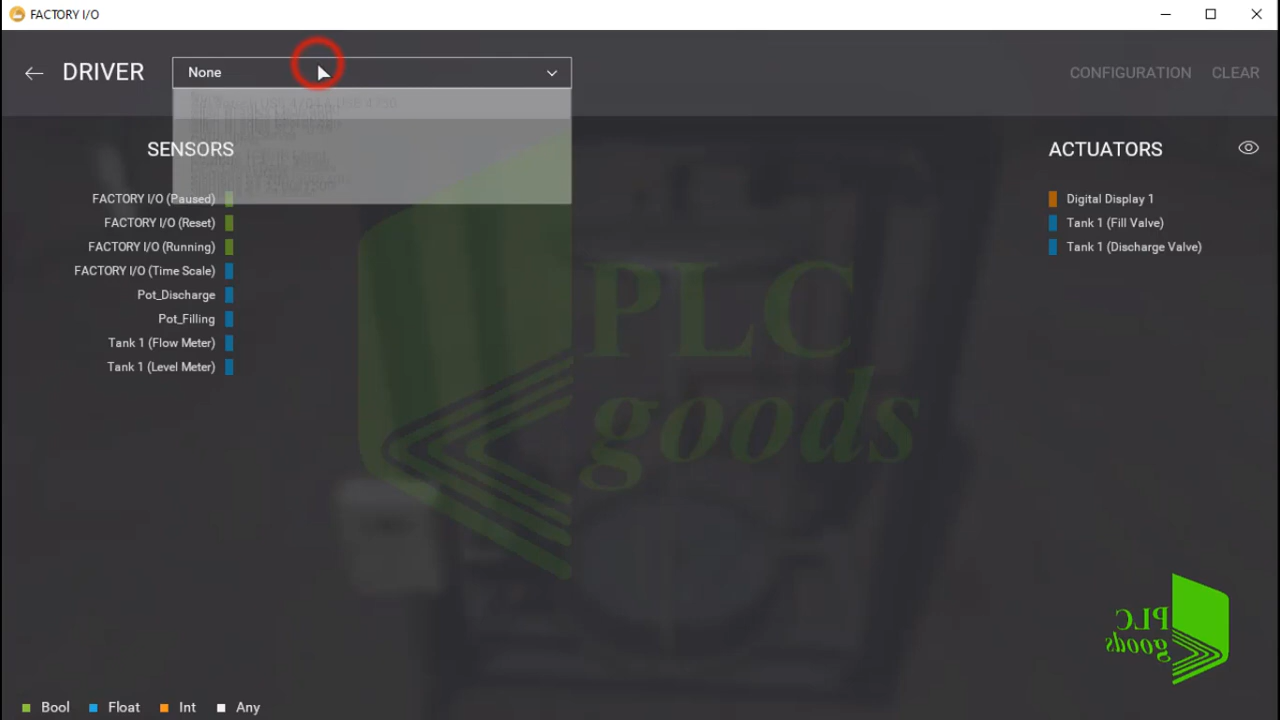 FACTORY I/O
DRIVER
None
CONFIGURATION
CLEAR
SENSORS
ACTUATORS
FACTORY I/O (Paused)
FACTORY I/O (Reset)
FACTORY I/O (Running)
FACTORY I/O (Time Scale)
Pot_Discharge
Pot_Filling
Tank 1 (Flow Meter)
Tank 1 (Level Meter)
Digital Display 1
Tank 1 (Fill Valve)
Tank 1 (Discharge Valve)
PLC
goods
PLC
goods
Bool
Float
Int
Any